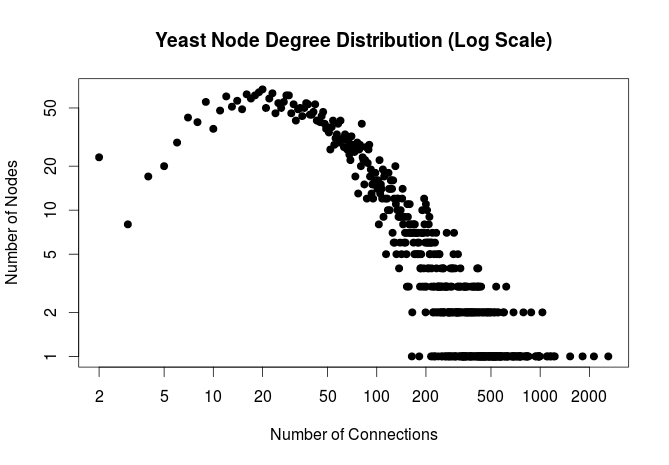 Yeast Node Degree Distribution (Log Scale)
Number of Nodes
50
20
10
5
2
1
2 5 10 20 50 100 200 500 1000 2000
Number of Connections